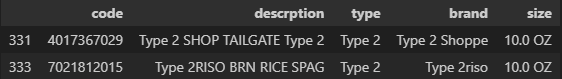 code descrption type brand size
331 4017367029 Type 2 SHOP TAILGATE Type 2 Type 2 Type 2 Shoppe 10.0 OZ
333 7021812015 Type 2RISO BRN RICE SPAG Type 2 Type 2riso 10.0 OZ